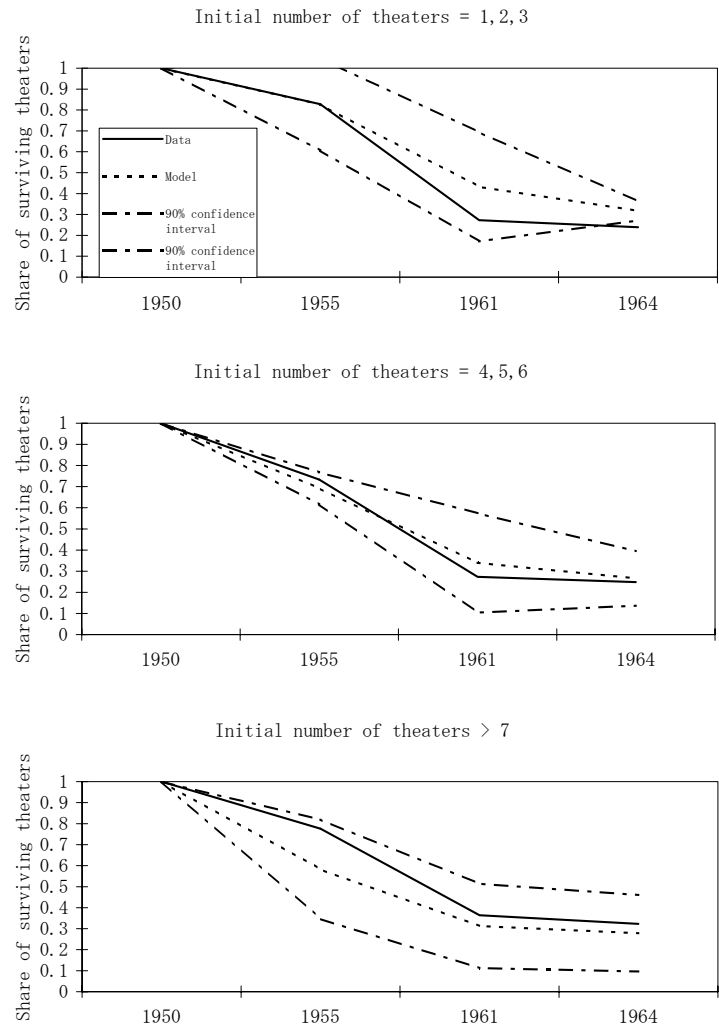 Initial number of theaters = 1,2,3
Share of surviving theaters
1
0.9
0.8
0.7
0.6
0.5
0.4
0.3
0.2
0.1
0
Data
Model
90% confidence
interval
90% confidence
interval
1950 1955 1961 1964
Initial number of theaters = 4,5,6
Share of surviving theaters
1
0.9
0.8
0.7
0.6
0.5
0.4
0.3
0.2
0.1
0
1950 1955 1961 1964
Initial number of theaters > 7
Share of surviving theaters
1
0.9
0.8
0.7
0.6
0.5
0.4
0.3
0.2
0.1
0
1950 1955 1961 1964